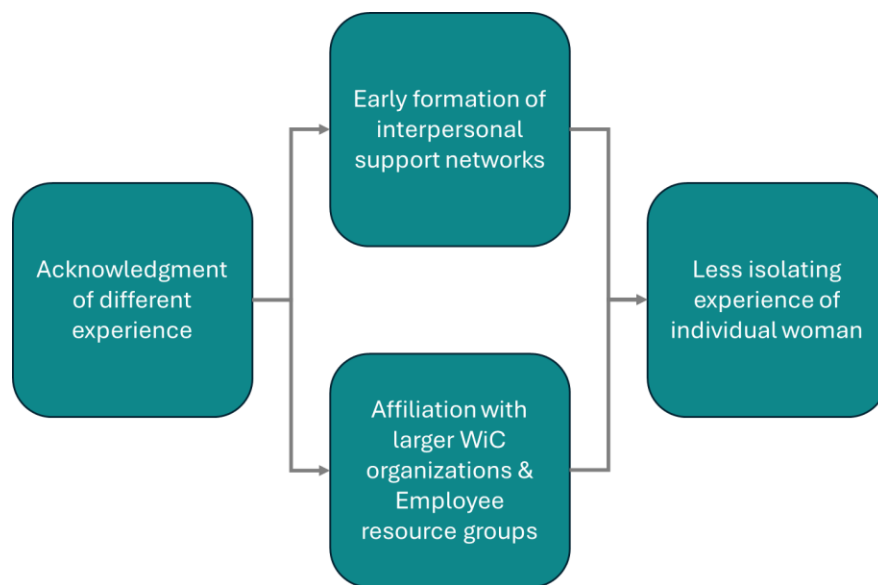 Early formation of
interpersonal
support networks
Acknowledgment
of different
experience
Less isolating
experience of
individual woman
Affiliation with
larger WiC
organizations &
Employee
resource groups